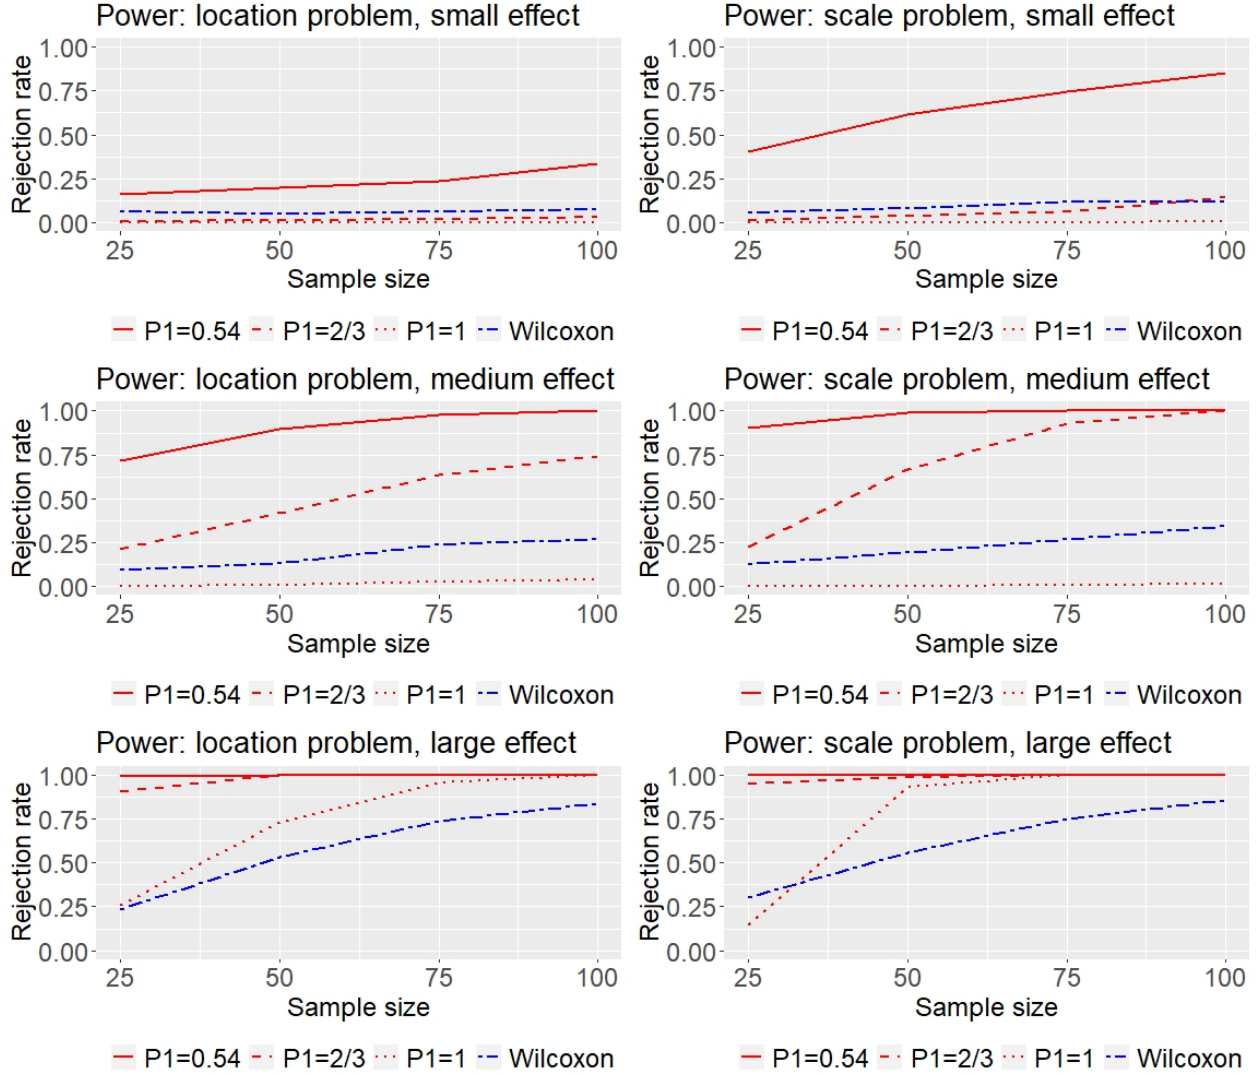 Power: location problem, small effect
Rejection rate
1.00
0.75
0.50
0.25
0.00
25 50 75 100
Sample size
P1=0.54 P1=2/3 P1=1 Wilcoxon
Power: scale problem, small effect
Rejection rate
1.00
0.75
0.50
0.25
0.00
25 50 75 100
Sample size
P1=0.54 P1=2/3 P1=1 Wilcoxon
Power: location problem, medium effect
Rejection rate
1.00
0.75
0.50
0.25
0.00
25 50 75 100
Sample size
P1=0.54 P1=2/3 P1=1 Wilcoxon
Power: scale problem, medium effect
Rejection rate
1.00
0.75
0.50
0.25
0.00
25 50 75 100
Sample size
P1=0.54 P1=2/3 P1=1 Wilcoxon
Power: location problem, large effect
Rejection rate
1.00
0.75
0.50
0.25
0.00
25 50 75 100
Sample size
P1=0.54 P1=2/3 P1=1 Wilcoxon
Power: scale problem, large effect
Rejection rate
1.00
0.75
0.50
0.25
0.00
25 50 75 100
Sample size
P1=0.54 P1=2/3 P1=1 Wilcoxon